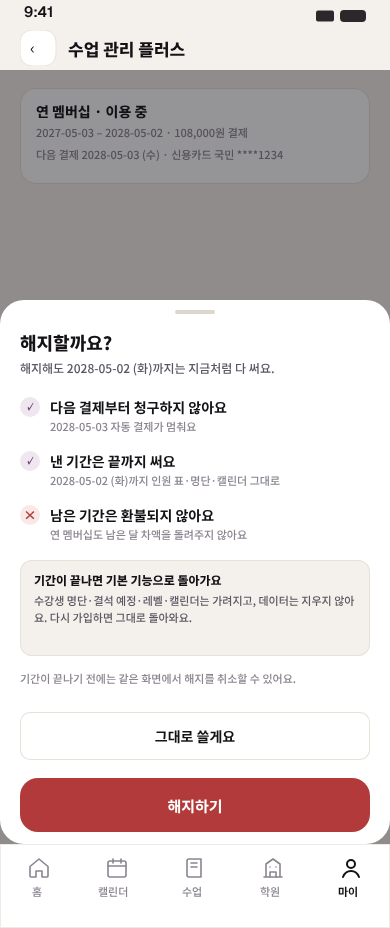 9:41
수업 관리 플러스
연 멤버십 · 이용 중
2027-05-03 – 2028-05-02 · 108,000원 결제
다음 결제 2028-05-03 (수) · 신용카드 국민 ****1234
해지할까요?
해지해도 2028-05-02 (화)까지는 지금처럼 다 써요.
다음 결제부터 청구하지 않아요
2028-05-03 자동 결제가 멈춰요
낸 기간은 끝까지 써요
2028-05-02 (화)까지 인원 표·명단·캘린더 그대로
남은 기간은 환불되지 않아요
연 멤버십도 남은 달 차액을 돌려주지 않아요
기간이 끝나면 기본 기능으로 돌아가요
수강생 명단·결석 예정·레벨·캘린더는 가려지고, 데이터는 지우지 않아
요. 다시 가입하면 그대로 돌아와요.
기간이 끝나기 전에는 같은 화면에서 해지를 취소할 수 있어요.
그대로 쓸게요
해지하기
홈 캘린더 수업 학원 마이